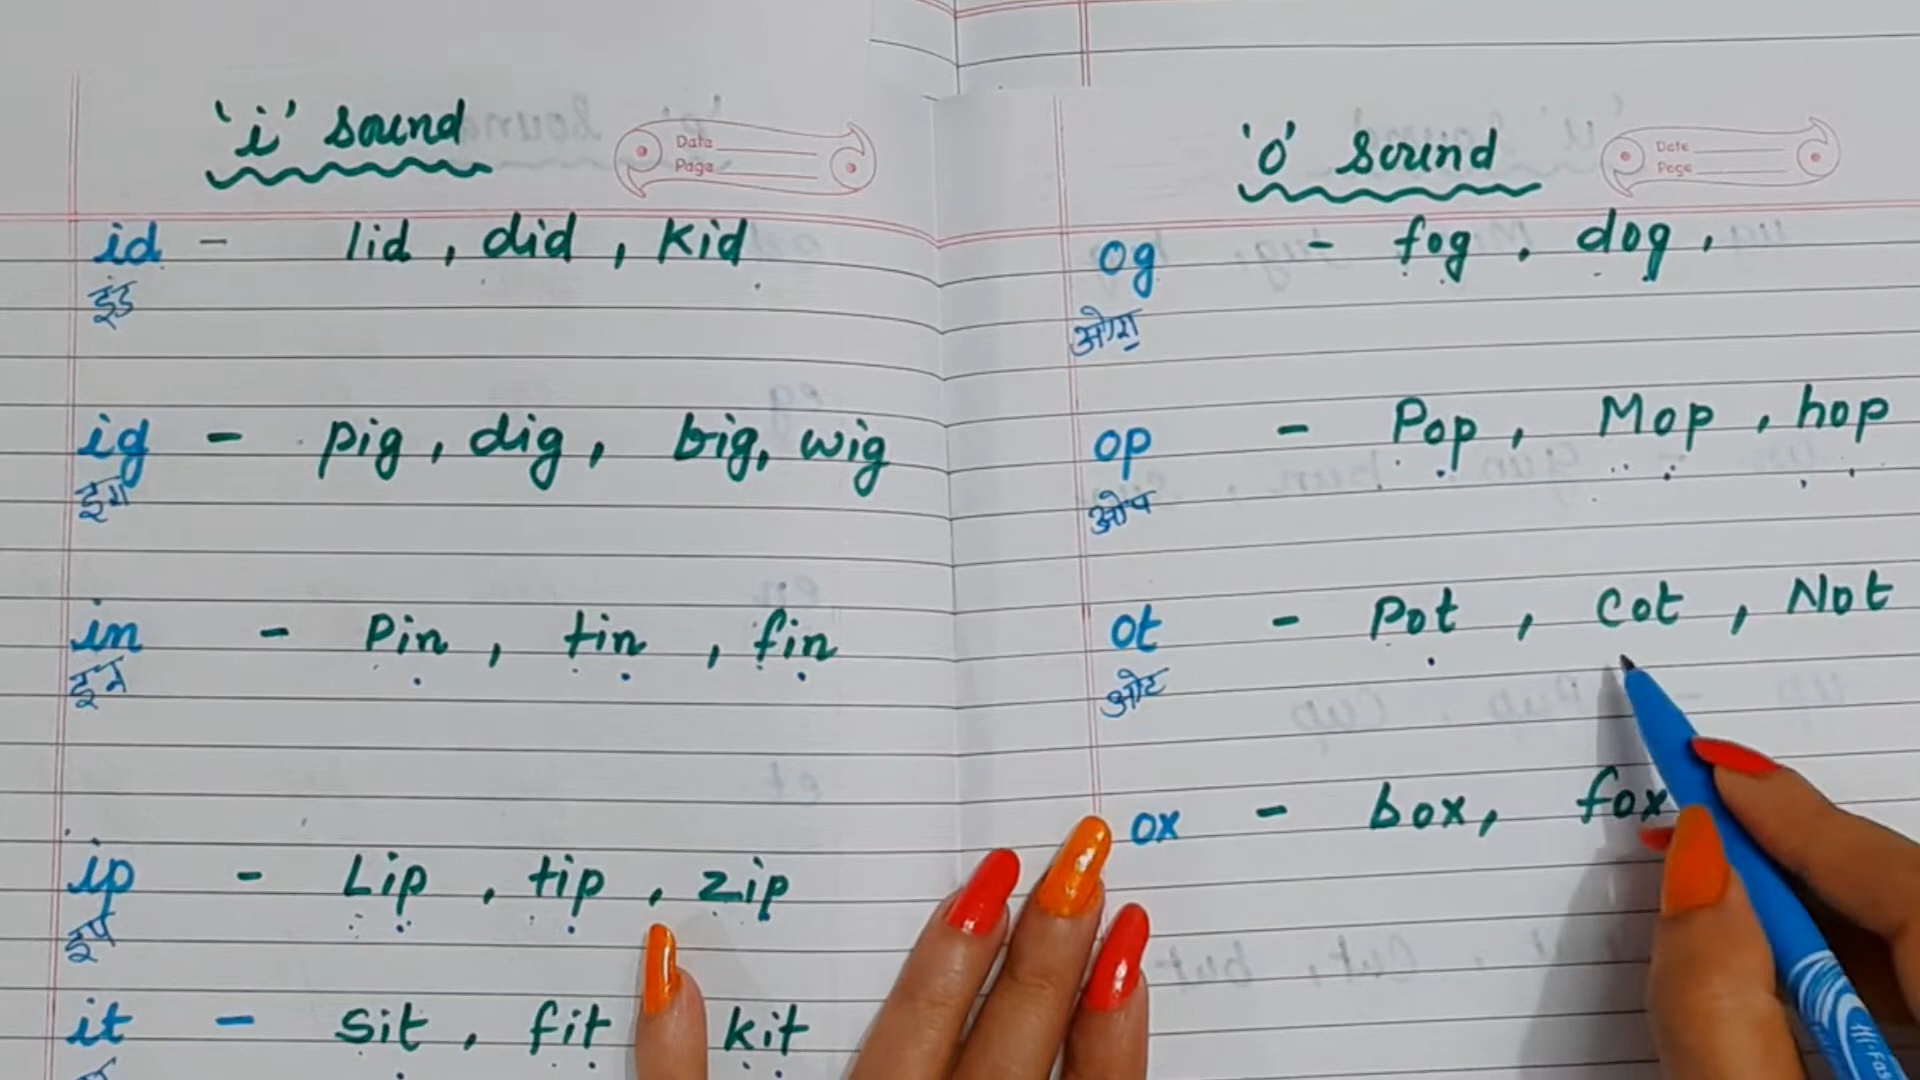 'i' sound
Date
Page
id - lid, did, kid
इड
ig - pig, dig, big, wig
इग
in - Pin, tin, fin
इन
ip - Lip, tip, zip
इप
it - sit, fit, kit
'o' sound
Date
Page
og - fog, dog,
ओग
op - Pop, Mop, hop
ओप
ot - Pot, Cot, Not
ओट
ox - box, fox